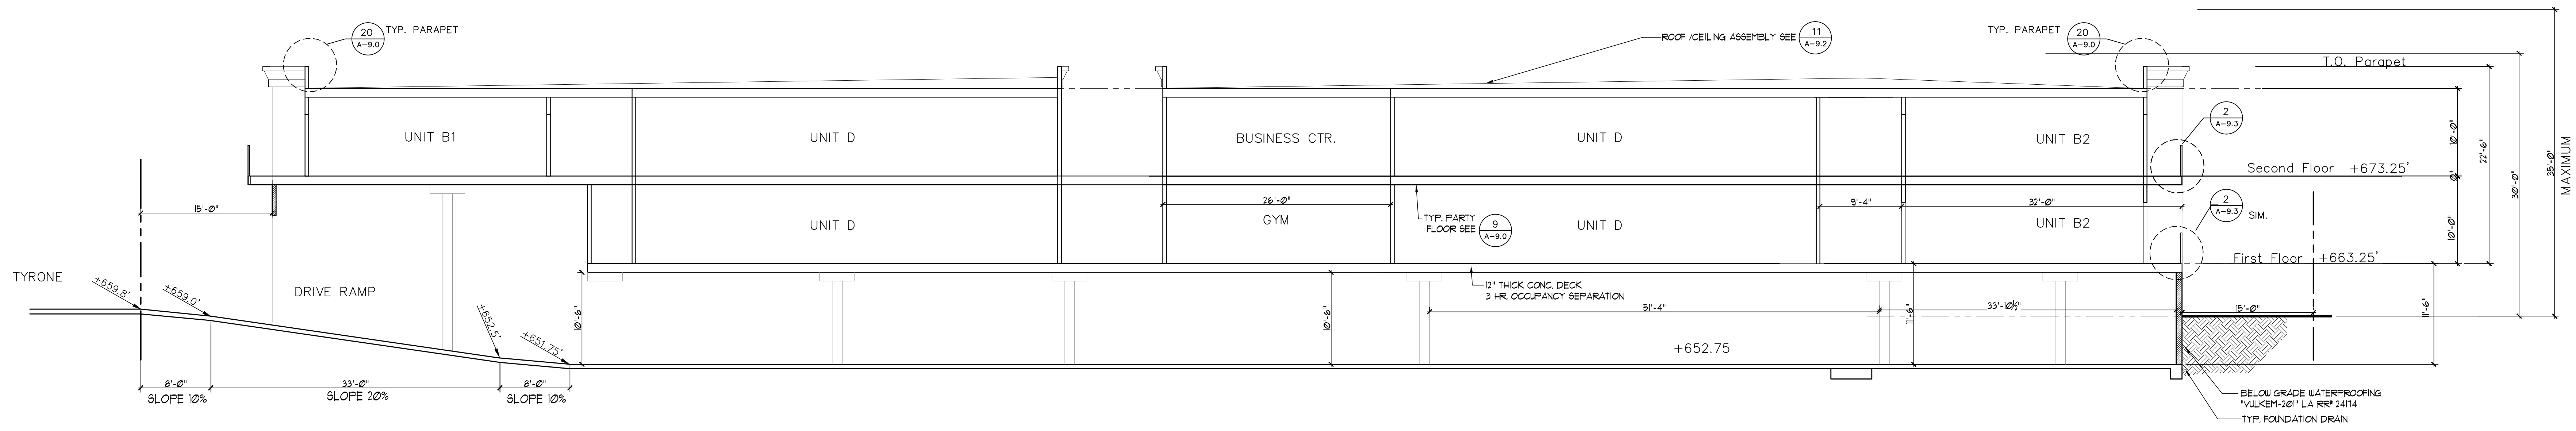 20
A-9.0
TYP. PARAPET
ROOF /CEILING ASSEMBLY SEE
11
A-9.2
TYP. PARAPET
20
A-9.0
T.O. Parapet
MAXIMUM
35'-0"
30'-0"
22'-6"
10'-0"
2
A-9.3
UNIT B1
UNIT D
BUSINESS CTR.
UNIT D
UNIT B2
Second Floor +673.25'
0"
15'-0"
26'-0"
GYM
TYP. PARTY
FLOOR SEE
9
A-9.0
9'-4"
32'-0"
2
A-9.3
SIM.
UNIT D
UNIT D
UNIT B2
10'-0"
First Floor +663.25'
TYRONE
+659.8'
+659.0'
DRIVE RAMP
+652.5'
+651.75'
10'-6"
10'-6"
12" THICK CONC. DECK
3 HR. OCCUPANCY SEPARATION
51'-4"
11'-6"
33'-10½"
15'-0"
11'-6"
+652.75
8'-0"
SLOPE 10%
33'-0"
SLOPE 20%
8'-0"
SLOPE 10%
BELOW GRADE WATERPROOFING
"VULKEM-201" LA RR# 24174
TYP. FOUNDATION DRAIN